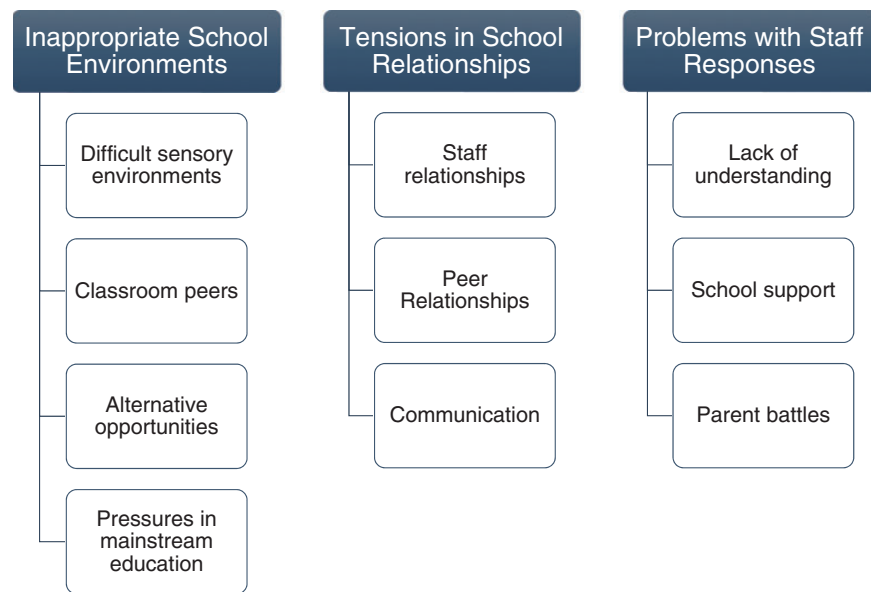 Inappropriate School
Environments
Difficult sensory
environments
Classroom peers
Alternative
opportunities
Pressures in
mainstream
education
Tensions in School
Relationships
Staff
relationships
Peer
Relationships
Communication
Problems with Staff
Responses
Lack of
understanding
School support
Parent battles